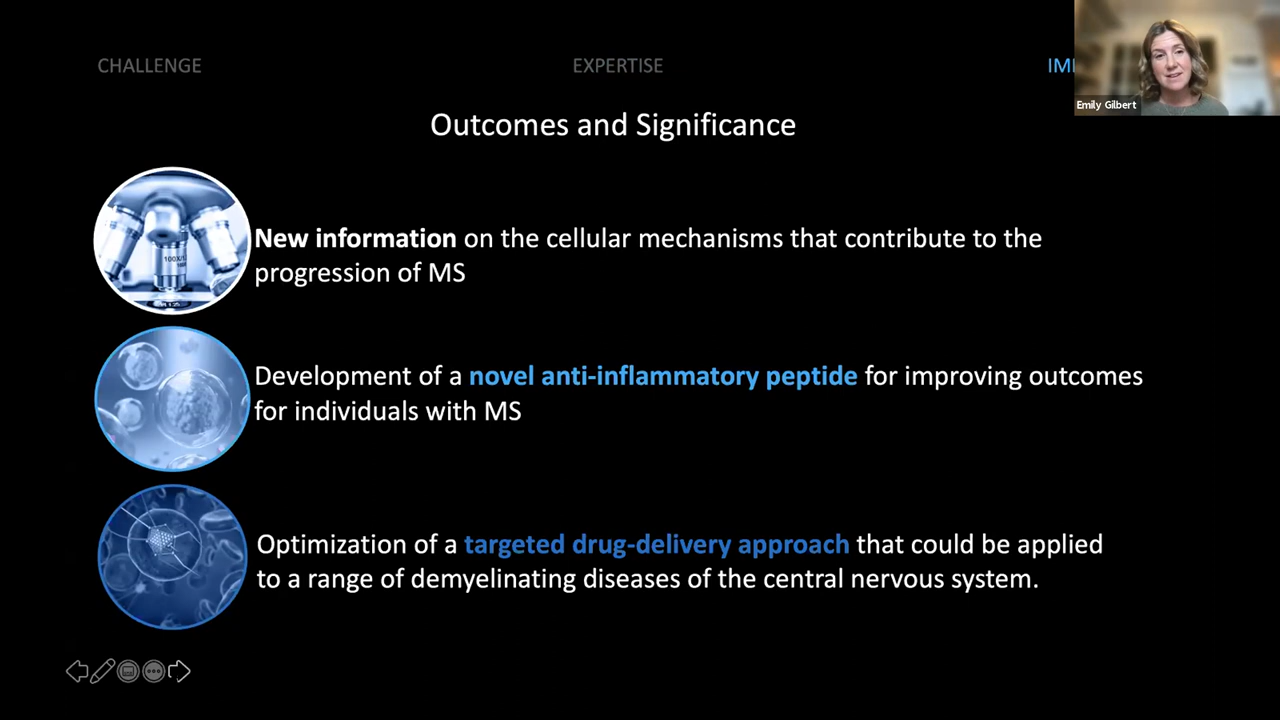 CHALLENGE
EXPERTISE
Emily Gilbert
Outcomes and Significance
New information on the cellular mechanisms that contribute to the
progression of MS
Development of a novel anti-inflammatory peptide for improving outcomes
for individuals with MS
Optimization of a targeted drug-delivery approach that could be applied
to a range of demyelinating diseases of the central nervous system.